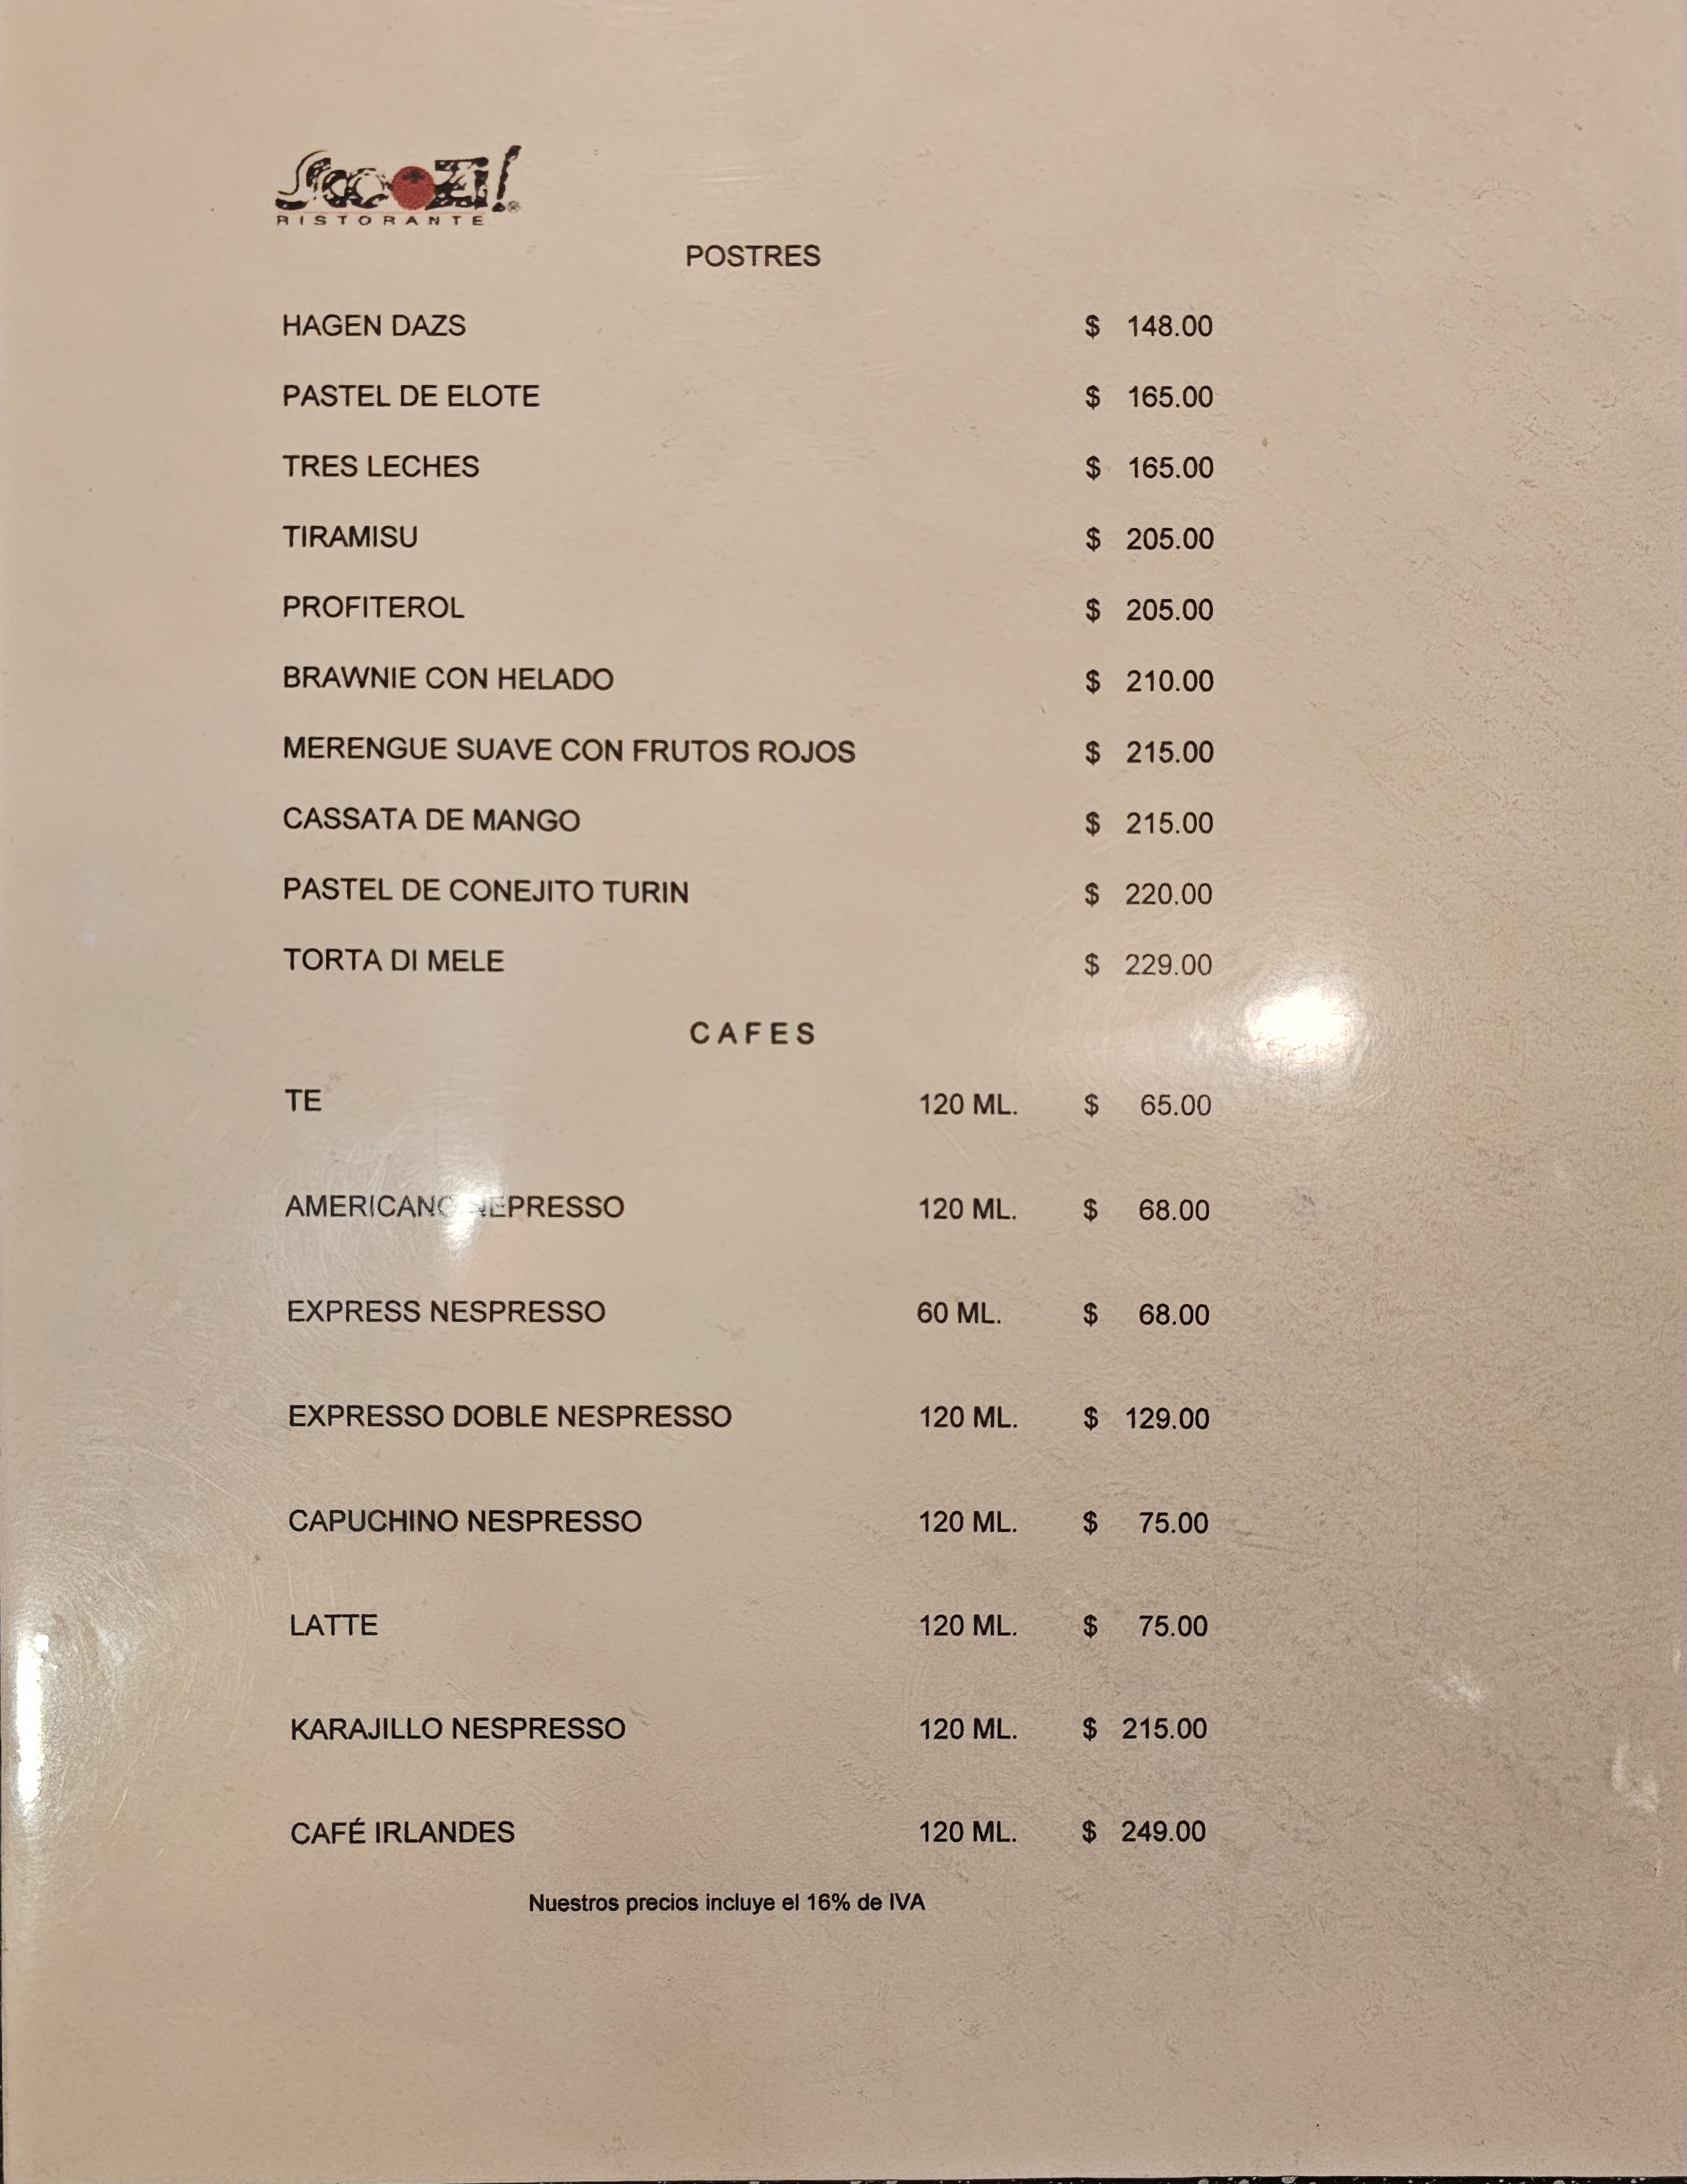 Scoozi!
RISTORANTE
POSTRES
HAGEN DAZS $ 148.00
PASTEL DE ELOTE $ 165.00
TRES LECHES $ 165.00
TIRAMISU $ 205.00
PROFITEROL $ 205.00
BRAWNIE CON HELADO $ 210.00
MERENGUE SUAVE CON FRUTOS ROJOS $ 215.00
CASSATA DE MANGO $ 215.00
PASTEL DE CONEJITO TURIN $ 220.00
TORTA DI MELE $ 229.00
CAFES
TE 120 ML. $ 65.00
AMERICANO NEPRESSO 120 ML. $ 68.00
EXPRESS NESPRESSO 60 ML. $ 68.00
EXPRESSO DOBLE NESPRESSO 120 ML. $ 129.00
CAPUCHINO NESPRESSO 120 ML. $ 75.00
LATTE 120 ML. $ 75.00
KARAJILLO NESPRESSO 120 ML. $ 215.00
CAFÉ IRLANDES 120 ML. $ 249.00
Nuestros precios incluye el 16% de IVA